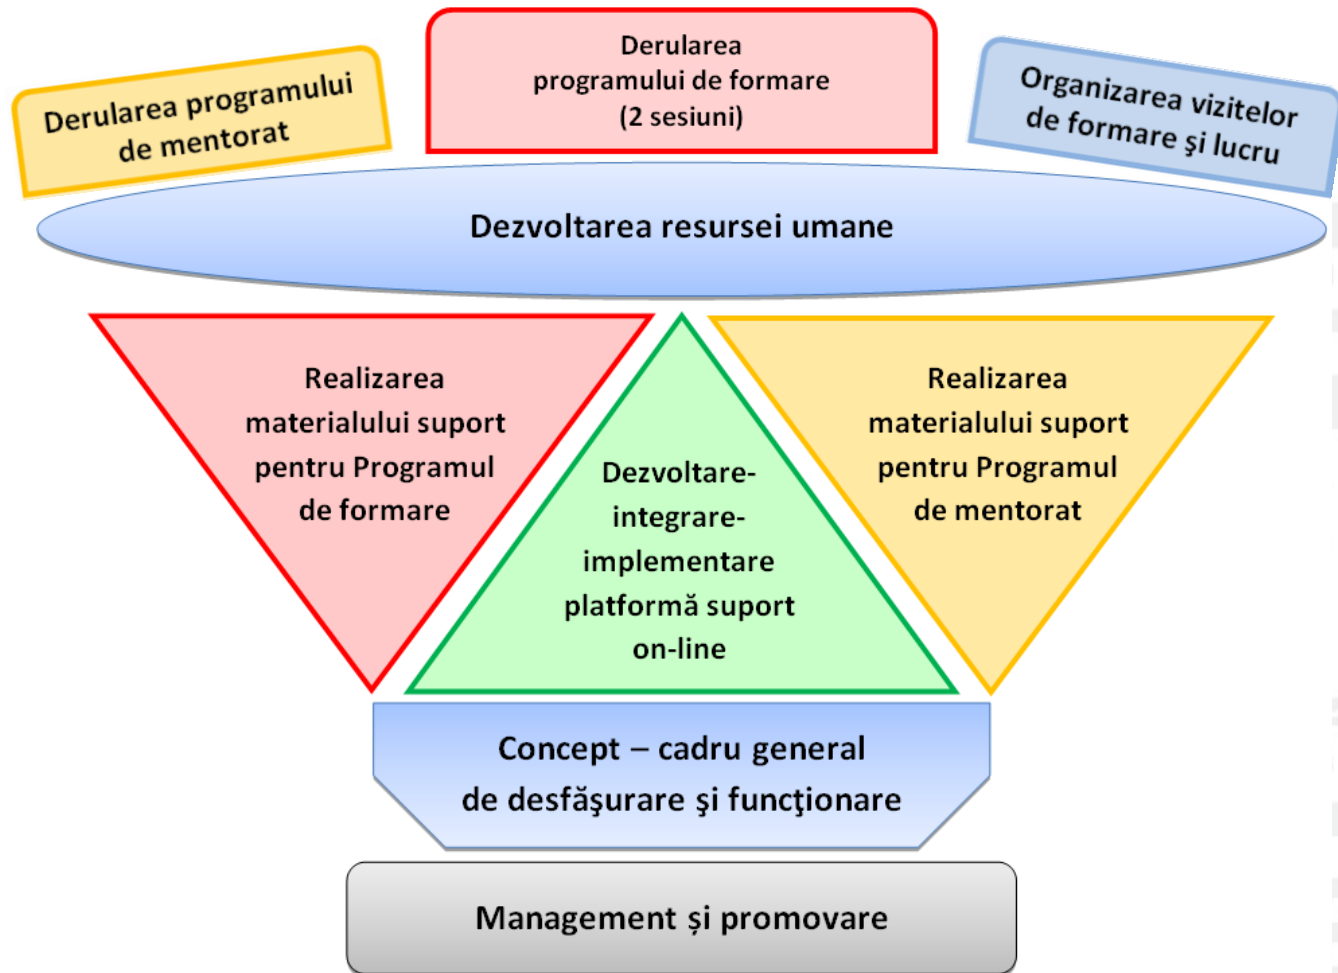 Derularea programului
de mentorat
Derularea
programului de formare
(2 sesiuni)
Organizarea vizitelor
de formare şi lucru
Dezvoltarea resursei umane
Realizarea
materialului suport
pentru Programul
de formare
Dezvoltare-
integrare-
implementare
platformă suport
on-line
Realizarea
materialului suport
pentru Programul
de mentorat
Concept – cadru general
de desfăşurare şi funcţionare
Management și promovare